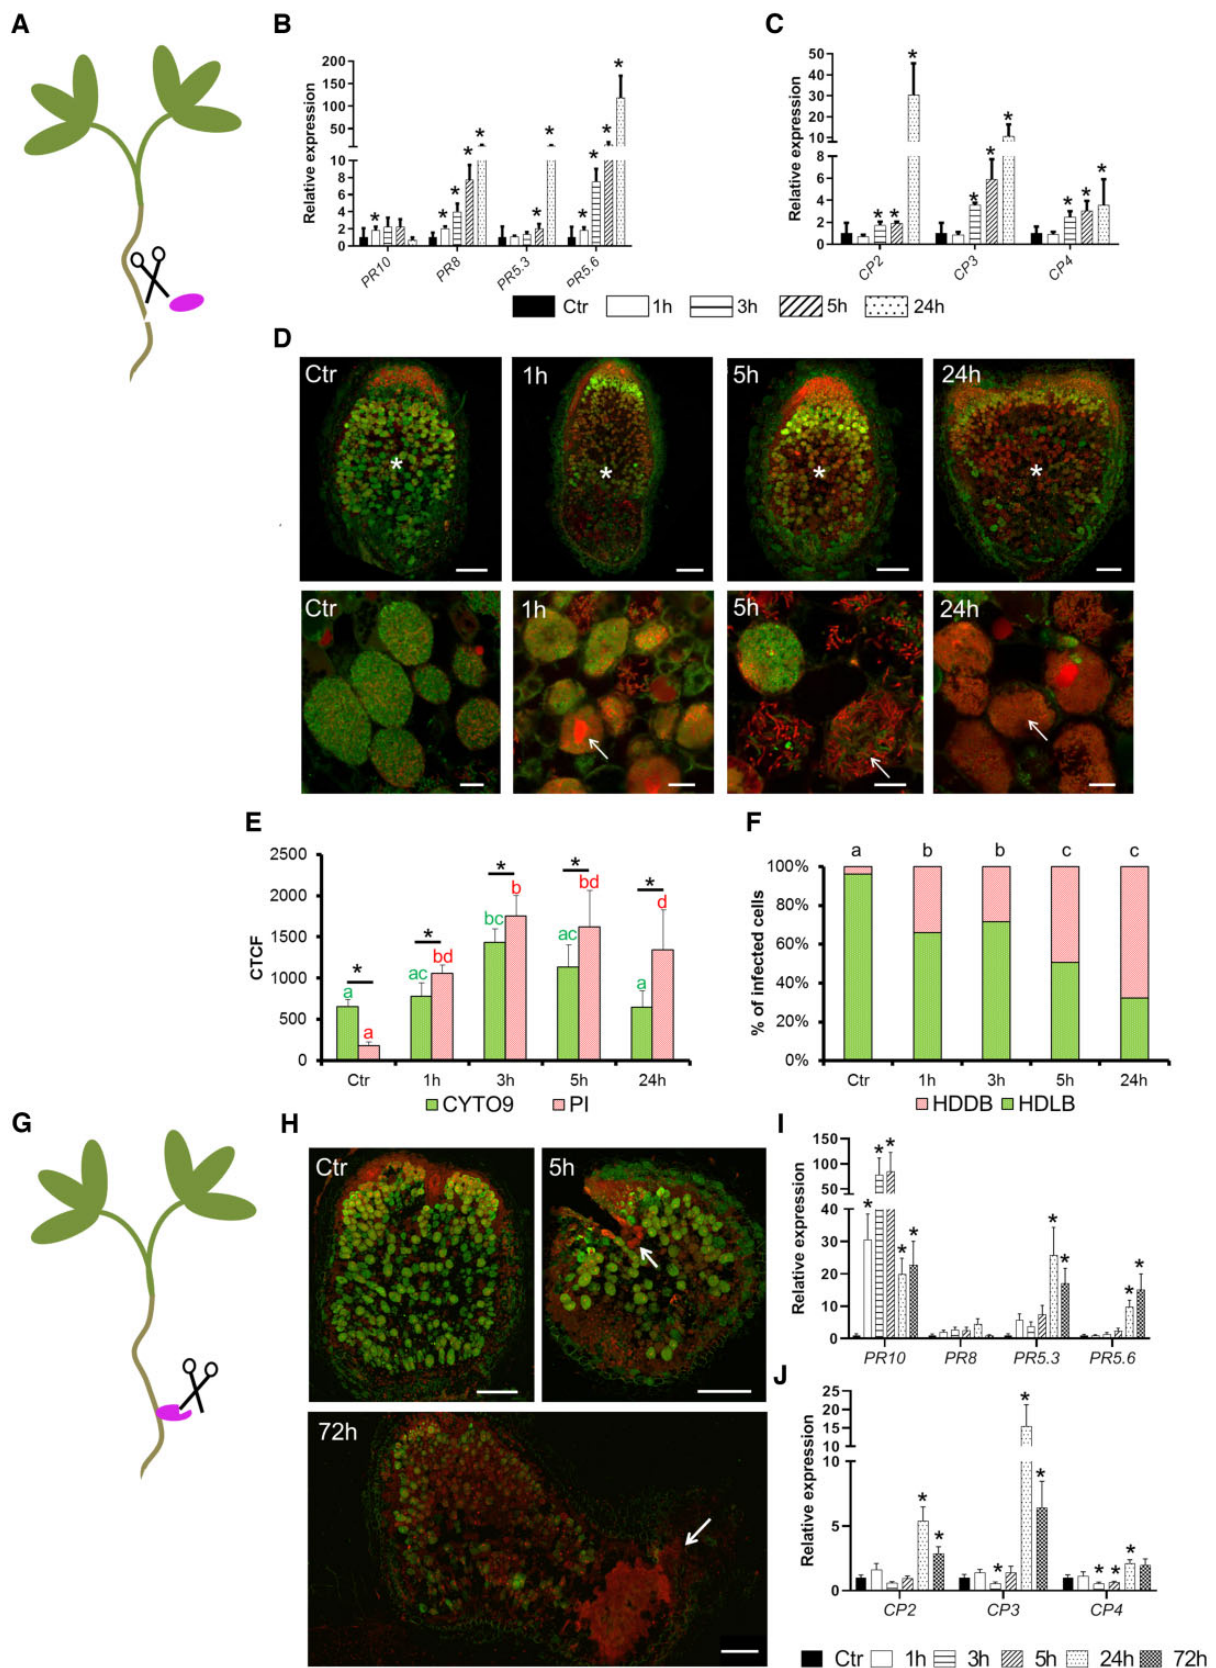 A
B
C
Relative expression
200
150
100
50
10
8
6
4
2
0
* * * * * * * * * *
PR10 PR8 PR5.3 PR5.6
Relative expression
50
40
30
20
10
8
6
4
2
0
* * * * * * * *
CP2 CP3 CP4
Ctr 1h 3h 5h 24h
D
Ctr 1h 5h 24h
* * * *
Ctr 1h 5h 24h
E
CTCF
2500
2000
1500
1000
500
0
* * * * *
a a ac bd bc b ac bd a d
Ctr 1h 3h 5h 24h
CYTO9 PI
F
% of infected cells
a b b c c
100%
80%
60%
40%
20%
0%
Ctr 1h 3h 5h 24h
HDDB HDLB
G
H
Ctr 5h
72h
I
Relative expression
150
100
50
40
30
20
10
0
* * * * * * * * *
PR10 PR8 PR5.3 PR5.6
J
Relative expression
25
20
15
10
5
0
* * * * * * * *
CP2 CP3 CP4
Ctr 1h 3h 5h 24h 72h